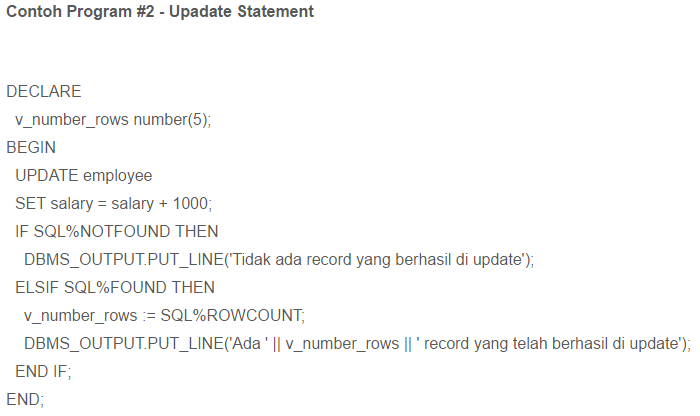 Contoh Program #2 - Upadate Statement
DECLARE
v_number_rows number(5);
BEGIN
UPDATE employee
SET salary = salary + 1000;
IF SQL%NOTFOUND THEN
DBMS_OUTPUT.PUT_LINE('Tidak ada record yang berhasil di update');
ELSIF SQL%FOUND THEN
v_number_rows := SQL%ROWCOUNT;
DBMS_OUTPUT.PUT_LINE('Ada ' || v_number_rows || ' record yang telah berhasil di update');
END IF;
END;